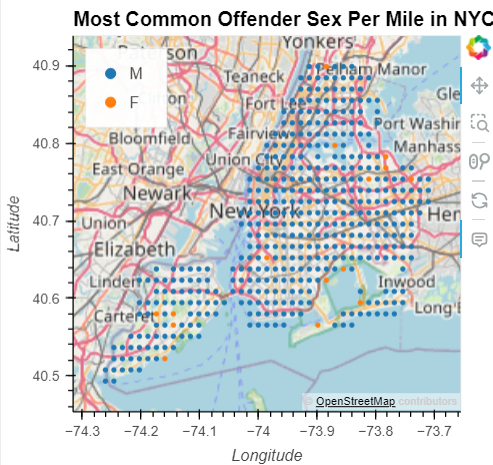 Most Common Offender Sex Per Mile in NYC
Yonkers
M
F
Pelham Manor
Teaneck
Fort Lee
Port Washin
Bloomfield
Fairview
Manhass
East Orange
Union City
Newark
New York
Hem
Union
Elizabeth
Linden
Inwood
Carteret
Long
© OpenStreetMap contributors
40.9
40.8
40.7
40.6
40.5
Latitude
−74.3
−74.2
−74.1
−74
−73.9
−73.8
−73.7
Longitude